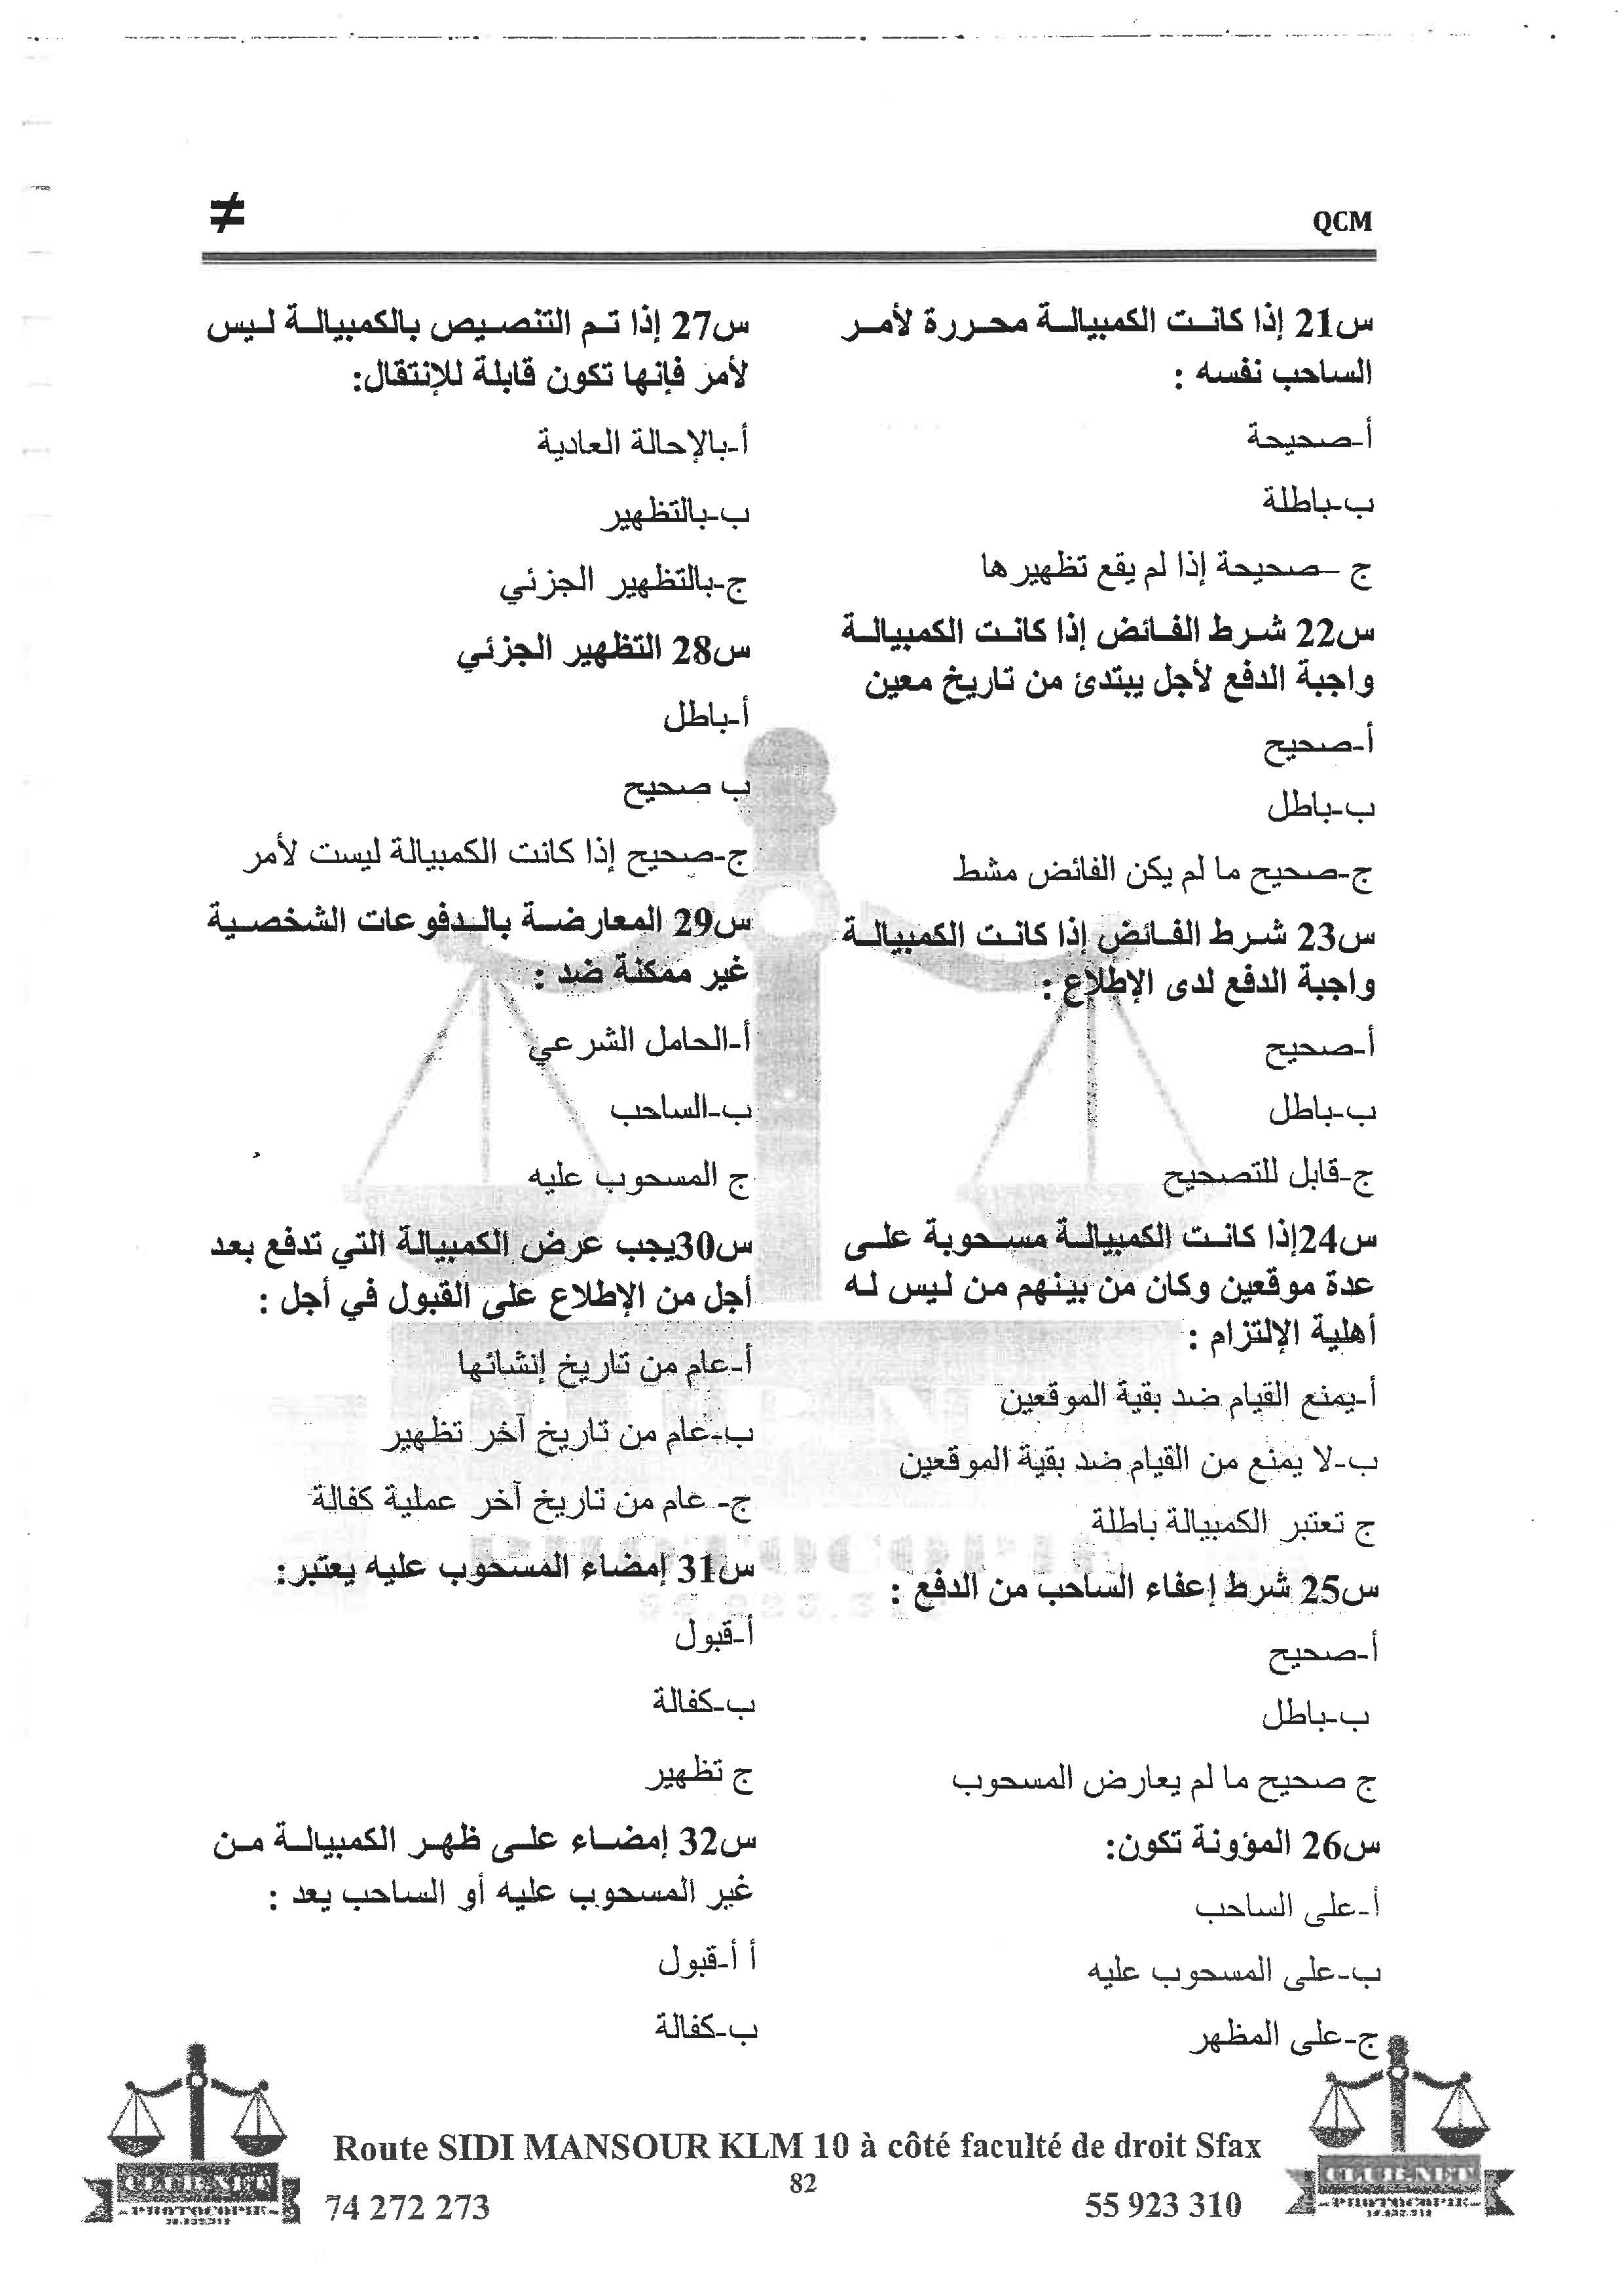 ≠
QCM
س21 إذا كانت الكمبيالة محررة لأمر
الساحب نفسه :
أ-صحيحة
ب-باطلة
ج –صحيحة إذا لم يقع تظهيرها
س22 شرط الفائض إذا كانت الكمبيالة
واجبة الدفع لأجل يبتدئ من تاريخ معين
أ-صحيح
ب-باطل
ج-صحيح ما لم يكن الفائض مشط
س23 شرط الفائض إذا كانت الكمبيالة
واجبة الدفع لدى الإطلاع :
أ-صحيح
ب-باطل
ج-قابل للتصحيح
س24إذا كانت الكمبيالة مسحوبة على
عدة موقعين وكان من بينهم من ليس له
أهلية الإلتزام :
أ-يمنع القيام ضد بقية الموقعين
ب-لا يمنع من القيام ضد بقية الموقعين
ج تعتبر الكمبيالة باطلة
س25 شرط إعفاء الساحب من الدفع :
أ-صحيح
ب-باطل
ج صحيح ما لم يعارض المسحوب
س26 المؤونة تكون:
أ-على الساحب
ب-على المسحوب عليه
ج-على المظهر
س27 إذا تم التنصيص بالكمبيالة ليس
لأمر فإنها تكون قابلة للإنتقال:
أ-بالإحالة العادية
ب-بالتظهير
ج-بالتظهير الجزئي
س28 التظهير الجزئي
أ-باطل
ب صحيح
ج-صحيح إذا كانت الكمبيالة ليست لأمر
س29 المعارضة بالدفوعات الشخصية
غير ممكنة ضد :
أ-الحامل الشرعي
ب-الساحب
ج المسحوب عليه
س30يجب عرض الكمبيالة التي تدفع بعد
أجل من الإطلاع على القبول في أجل :
أ-عام من تاريخ إنشائها
ب-عام من تاريخ آخر تظهير
ج- عام من تاريخ آخر عملية كفالة
س31 إمضاء المسحوب عليه يعتبر:
أ-قبول
ب-كفالة
ج تظهير
س32 إمضاء على ظهر الكمبيالة من
غير المسحوب عليه أو الساحب يعد :
أ أ-قبول
ب-كفالة
Route SIDI MANSOUR KLM 10 à côté faculté de droit Sfax
82
74 272 273
55 923 310
CLUB.NET
PHOTOCOPIE
CLUB.NET
PHOTOCOPIE